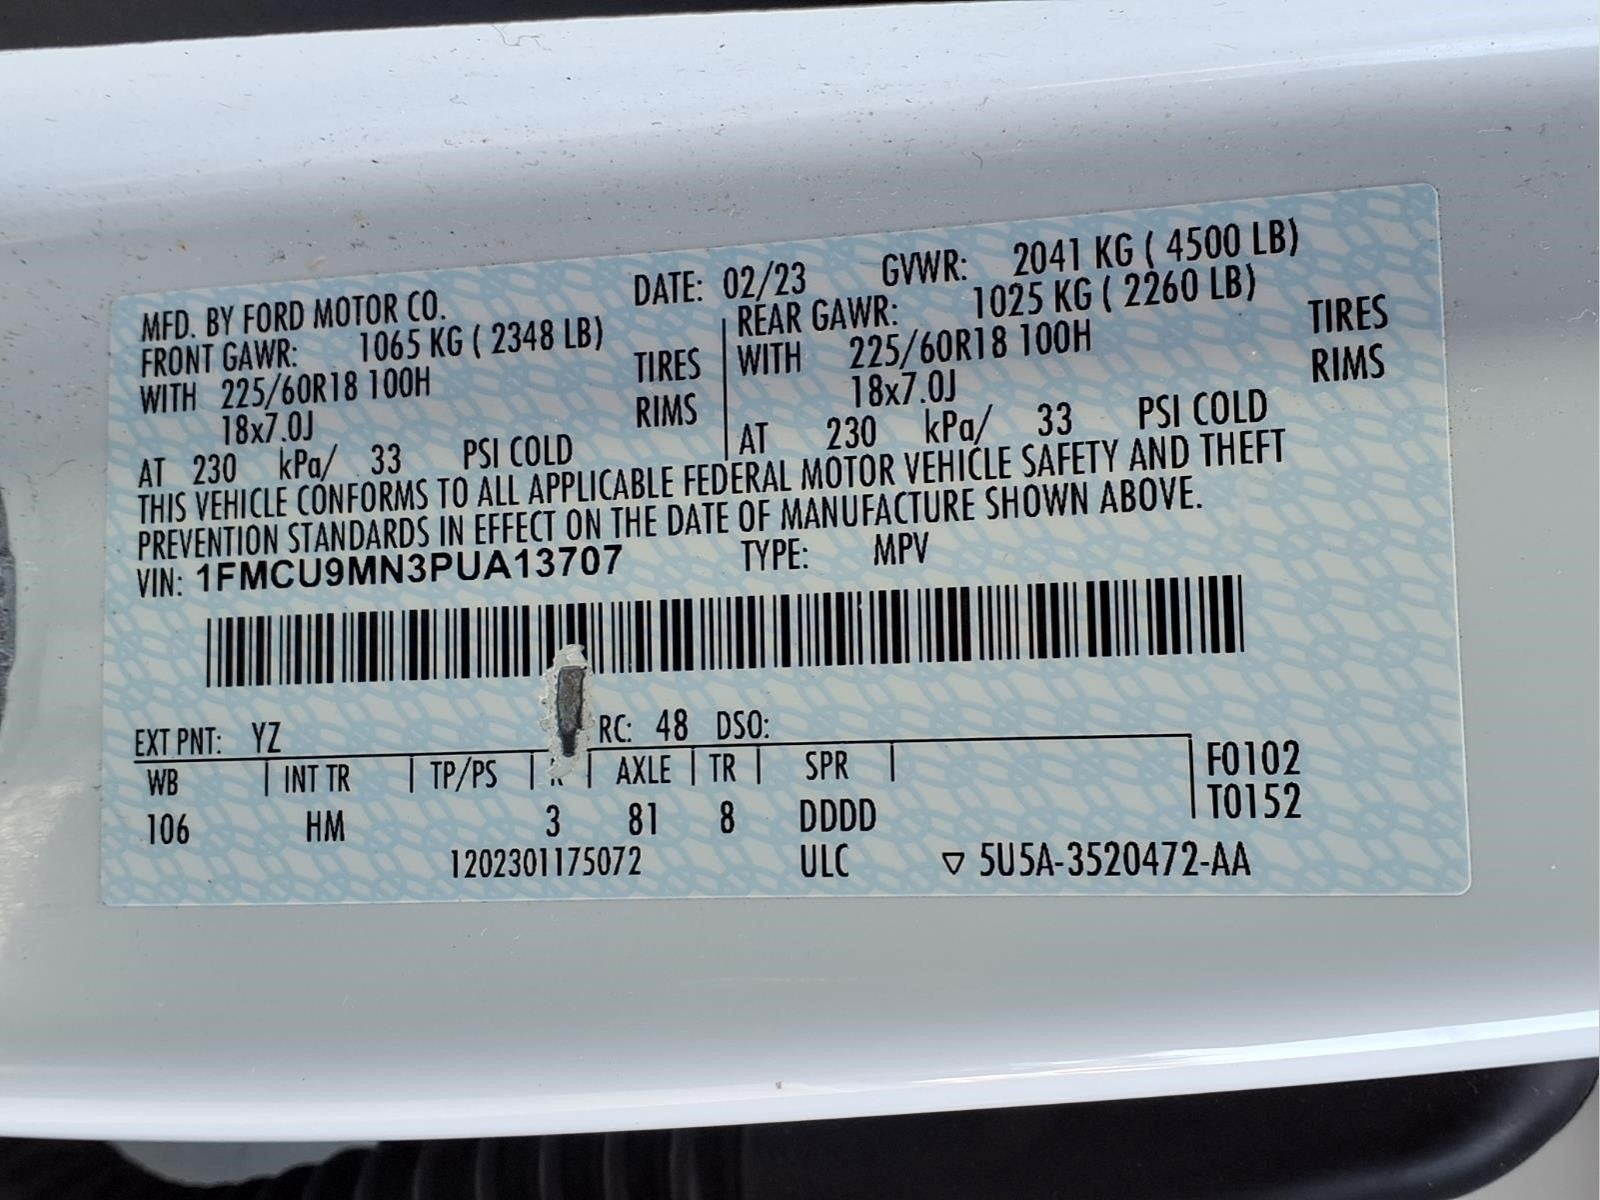 MFD. BY FORD MOTOR CO. DATE: 02/23 GVWR: 2041 KG ( 4500 LB)
FRONT GAWR: 1065 KG ( 2348 LB) REAR GAWR: 1025 KG ( 2260 LB)
WITH 225/60R18 100H TIRES WITH 225/60R18 100H TIRES
18x7.0J RIMS 18x7.0J RIMS
AT 230 kPa/ 33 PSI COLD AT 230 kPa/ 33 PSI COLD
THIS VEHICLE CONFORMS TO ALL APPLICABLE FEDERAL MOTOR VEHICLE SAFETY AND THEFT
PREVENTION STANDARDS IN EFFECT ON THE DATE OF MANUFACTURE SHOWN ABOVE.
VIN: 1FMCU9MN3PUA13707 TYPE: MPV
EXT PNT: YZ RC: 48 DSO:
WB INT TR TP/PS AXLE TR SPR F0102
106 HM 3 81 8 DDDD T0152
1202301175072 ULC ▽ 5U5A-3520472-AA